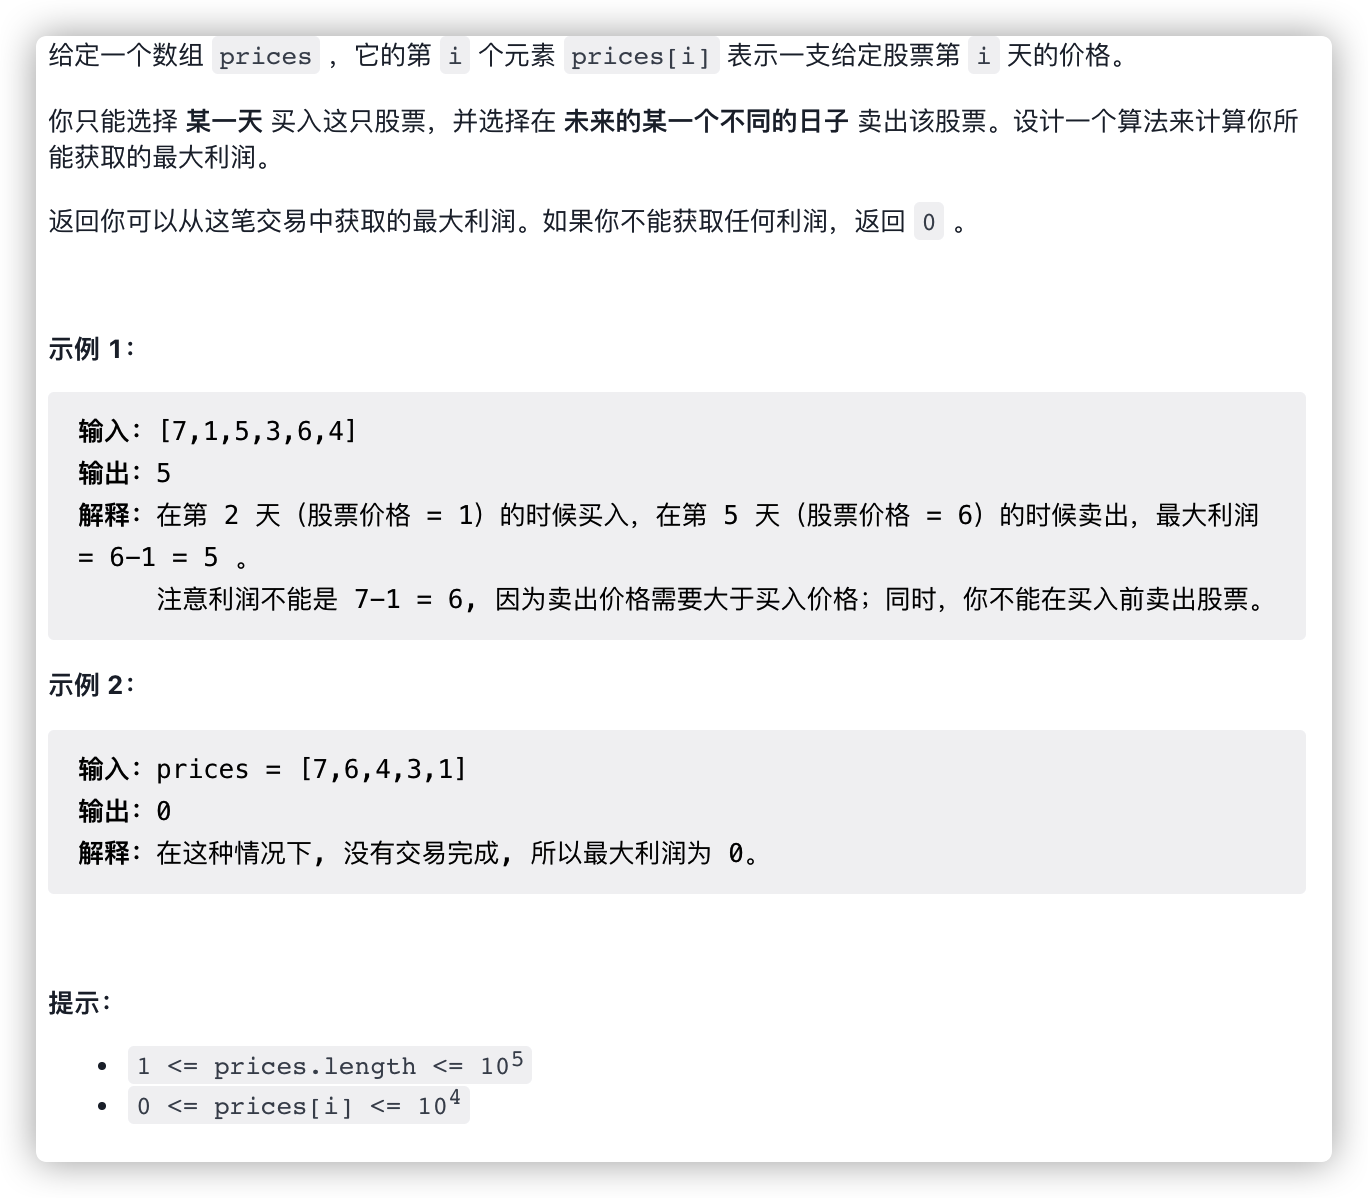 给定一个数组 prices ，它的第 i 个元素 prices[i] 表示一支给定股票第 i 天的价格。
你只能选择 某一天 买入这只股票，并选择在 未来的某一个不同的日子 卖出该股票。设计一个算法来计算你所
能获取的最大利润。
返回你可以从这笔交易中获取的最大利润。如果你不能获取任何利润，返回 0 。
示例 1：
输入：[7,1,5,3,6,4]
输出：5
解释：在第 2 天（股票价格 = 1）的时候买入，在第 5 天（股票价格 = 6）的时候卖出，最大利润
= 6-1 = 5 。
注意利润不能是 7-1 = 6, 因为卖出价格需要大于买入价格；同时，你不能在买入前卖出股票。
示例 2：
输入：prices = [7,6,4,3,1]
输出：0
解释：在这种情况下, 没有交易完成, 所以最大利润为 0。
提示：
• 1 <= prices.length <= 10⁵
• 0 <= prices[i] <= 10⁴